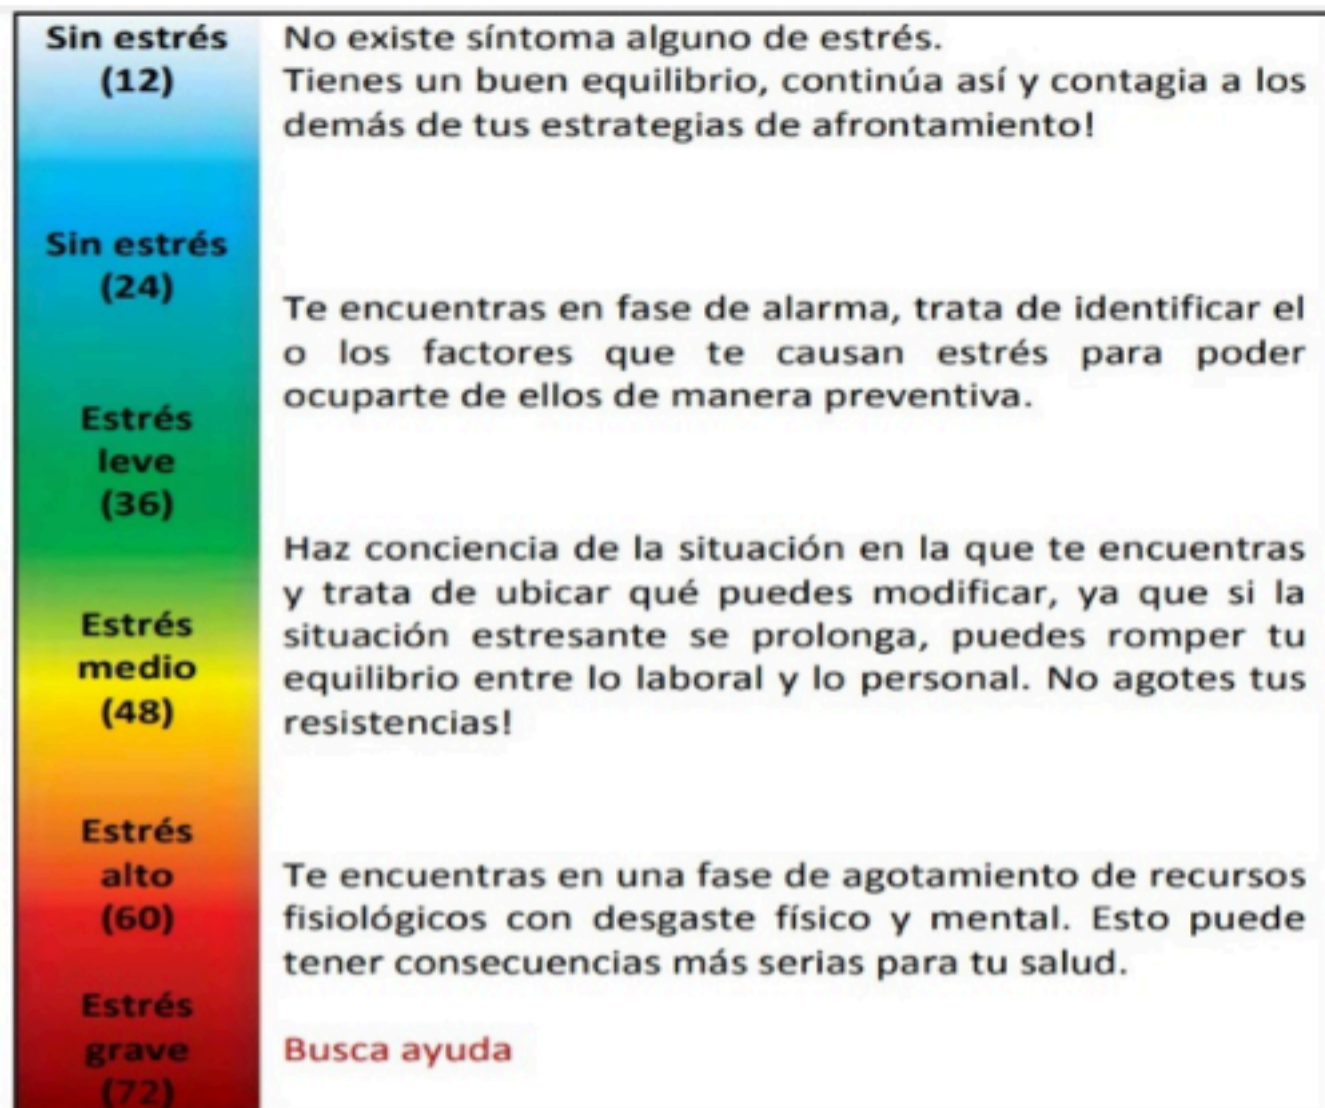 Sin estrés
(12)
No existe síntoma alguno de estrés.
Tienes un buen equilibrio, continúa así y contagia a los
demás de tus estrategias de afrontamiento!
Sin estrés
(24)
Te encuentras en fase de alarma, trata de identificar el
o los factores que te causan estrés para poder
ocuparte de ellos de manera preventiva.
Estrés
leve
(36)
Haz conciencia de la situación en la que te encuentras
y trata de ubicar qué puedes modificar, ya que si la
situación estresante se prolonga, puedes romper tu
equilibrio entre lo laboral y lo personal. No agotes tus
resistencias!
Estrés
medio
(48)
Estrés
alto
(60)
Te encuentras en una fase de agotamiento de recursos
fisiológicos con desgaste físico y mental. Esto puede
tener consecuencias más serias para tu salud.
Estrés
grave
(72)
Busca ayuda